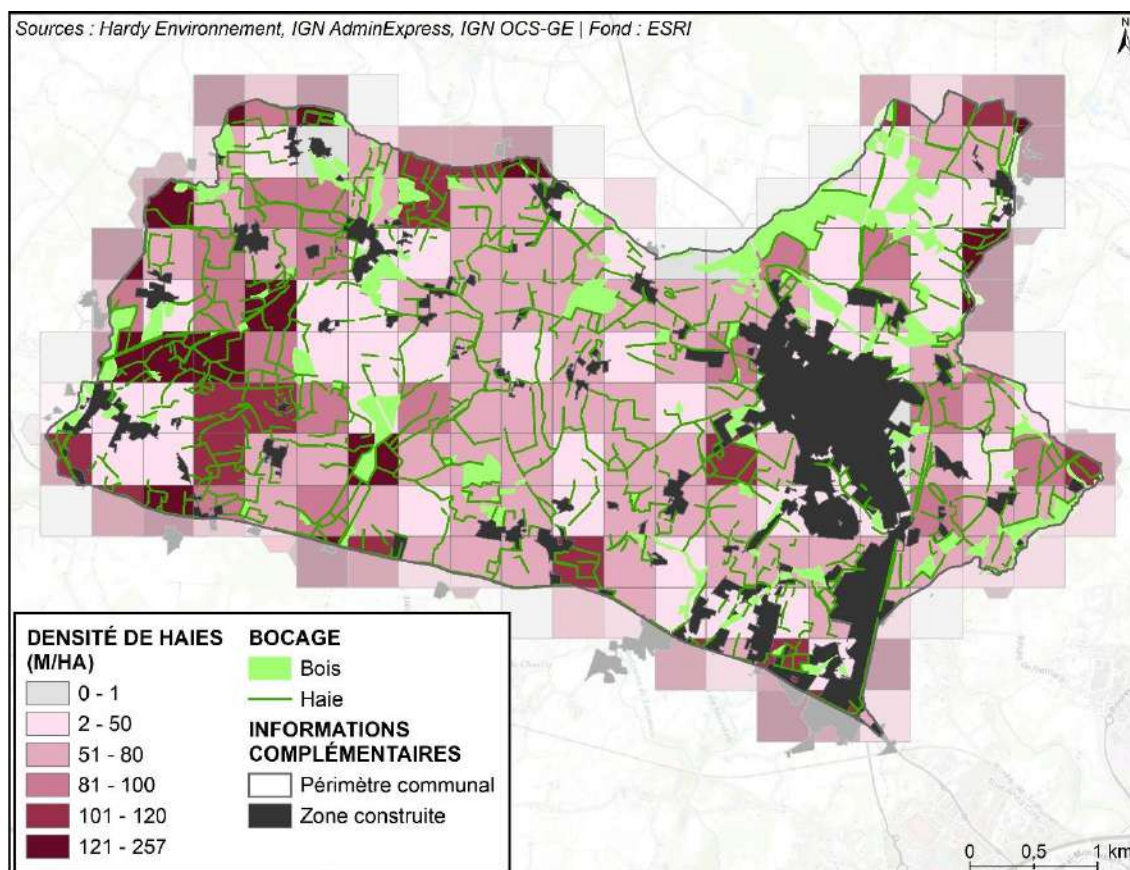 Sources : Hardy Environnement, IGN AdminExpress, IGN OCS-GE | Fond : ESRI
N
DENSITÉ DE HAIES
(M/HA)
0 - 1
2 - 50
51 - 80
81 - 100
101 - 120
121 - 257
BOCAGE
Bois
Haie
INFORMATIONS
COMPLÉMENTAIRES
Périmètre communal
Zone construite
0 0,5 1 km